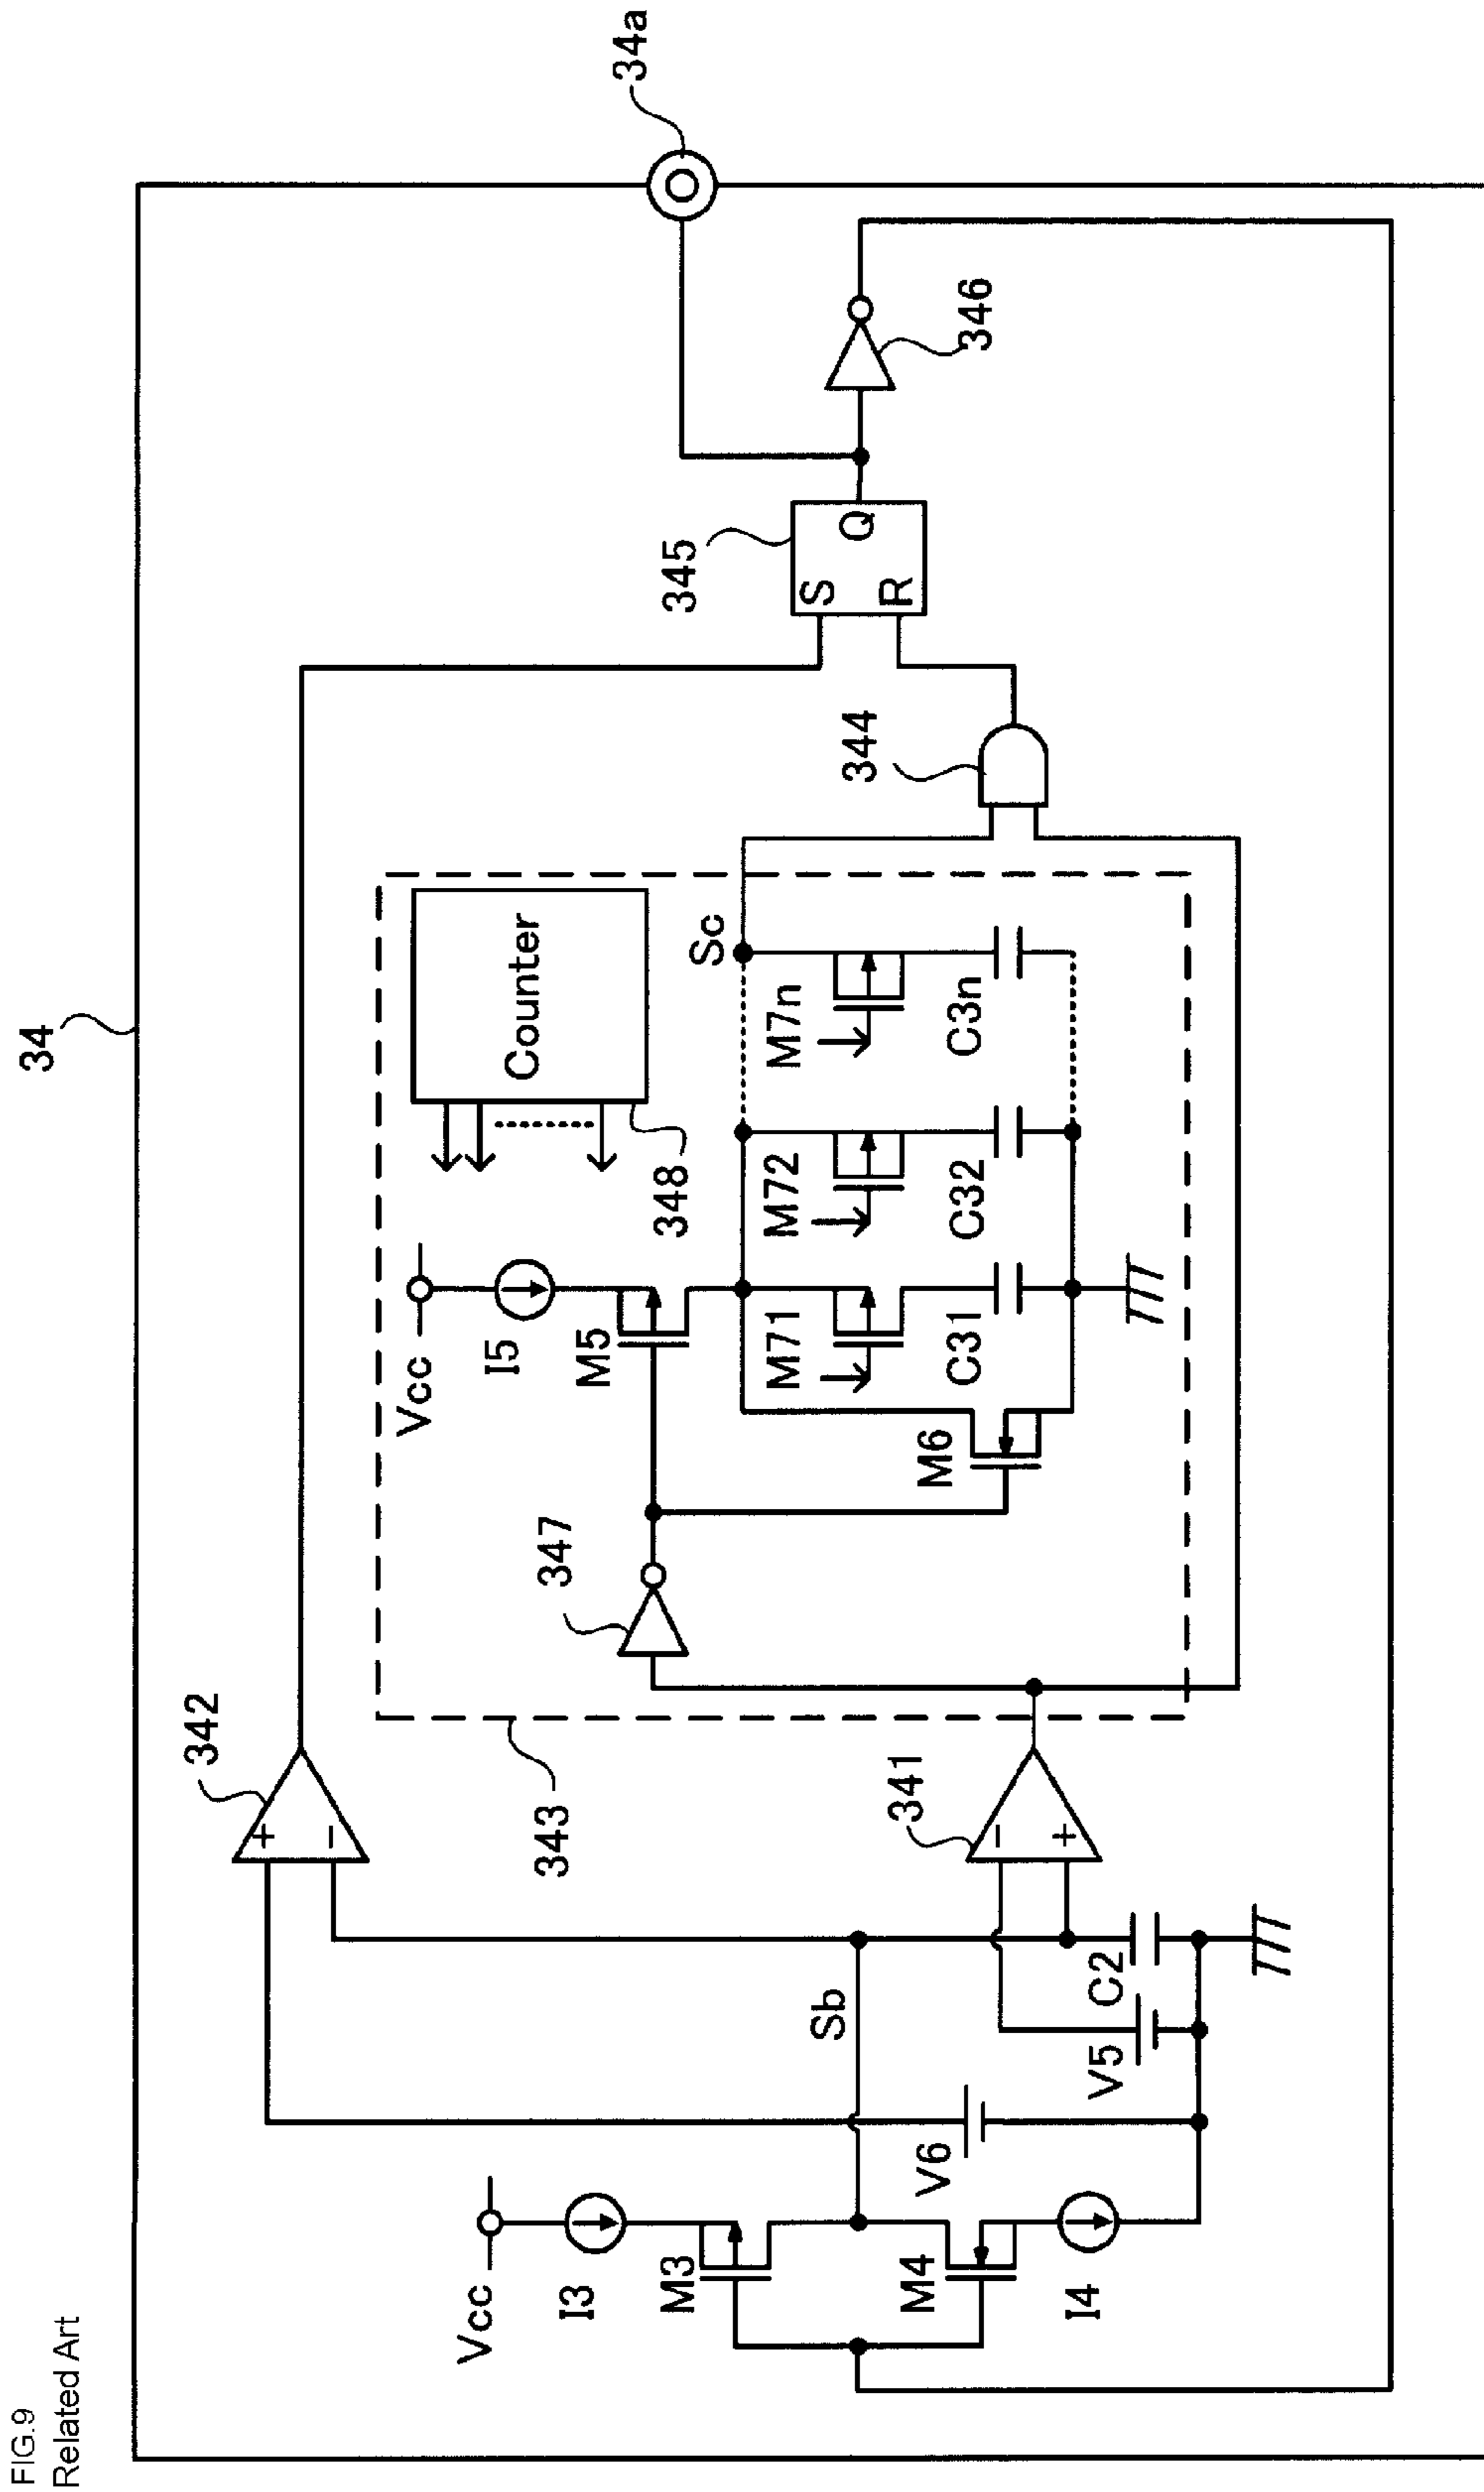 FIG.9
Related Art
34
34a
342
345
S
Q
R
346
Counter
348
343
347
Vcc
I5
M5
Sc
M71
M72
M7n
M6
C31
C32
C3n
344
341
+
−
−
+
Vcc
I3
M3
M4
I4
Sb
V6
V5
C2